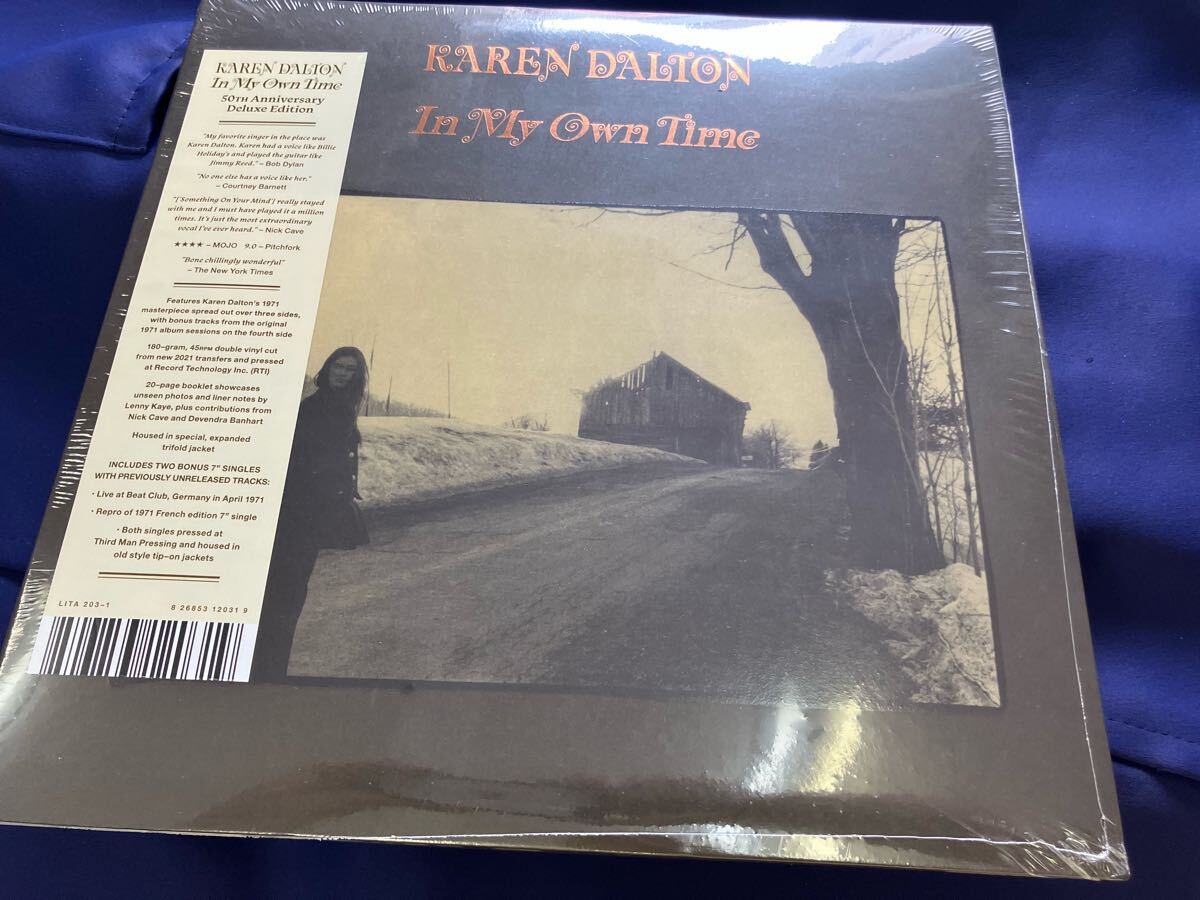 KAREN DALTON
In My Own Time
KAREN DALTON
In My Own Time
50TH Anniversary
Deluxe Edition
"My favorite singer in the place was
Karen Dalton. Karen had a voice like Billie
Holiday's and played the guitar like
Jimmy Reed." – Bob Dylan
"No one else has a voice like her."
– Courtney Barnett
"['Something On Your Mind'] really stayed
with me and I must have played it a million
times. It's just the most extraordinary
vocal I've ever heard." – Nick Cave
★★★★ – MOJO 9.0 – Pitchfork
"Bone chillingly wonderful"
– The New York Times
Features Karen Dalton's 1971
masterpiece spread out over three sides,
with bonus tracks from the original
1971 album sessions on the fourth side
180-gram, 45RPM double vinyl cut
from new 2021 transfers and pressed
at Record Technology Inc. (RTI)
20-page booklet showcases
unseen photos and liner notes by
Lenny Kaye, plus contributions from
Nick Cave and Devendra Banhart
Housed in special, expanded
trifold jacket
INCLUDES TWO BONUS 7" SINGLES
WITH PREVIOUSLY UNRELEASED TRACKS:
• Live at Beat Club, Germany in April 1971
• Repro of 1971 French edition 7" single
• Both singles pressed at
Third Man Pressing and housed in
old style tip-on jackets
LITA 203-1 8 26853 12031 9